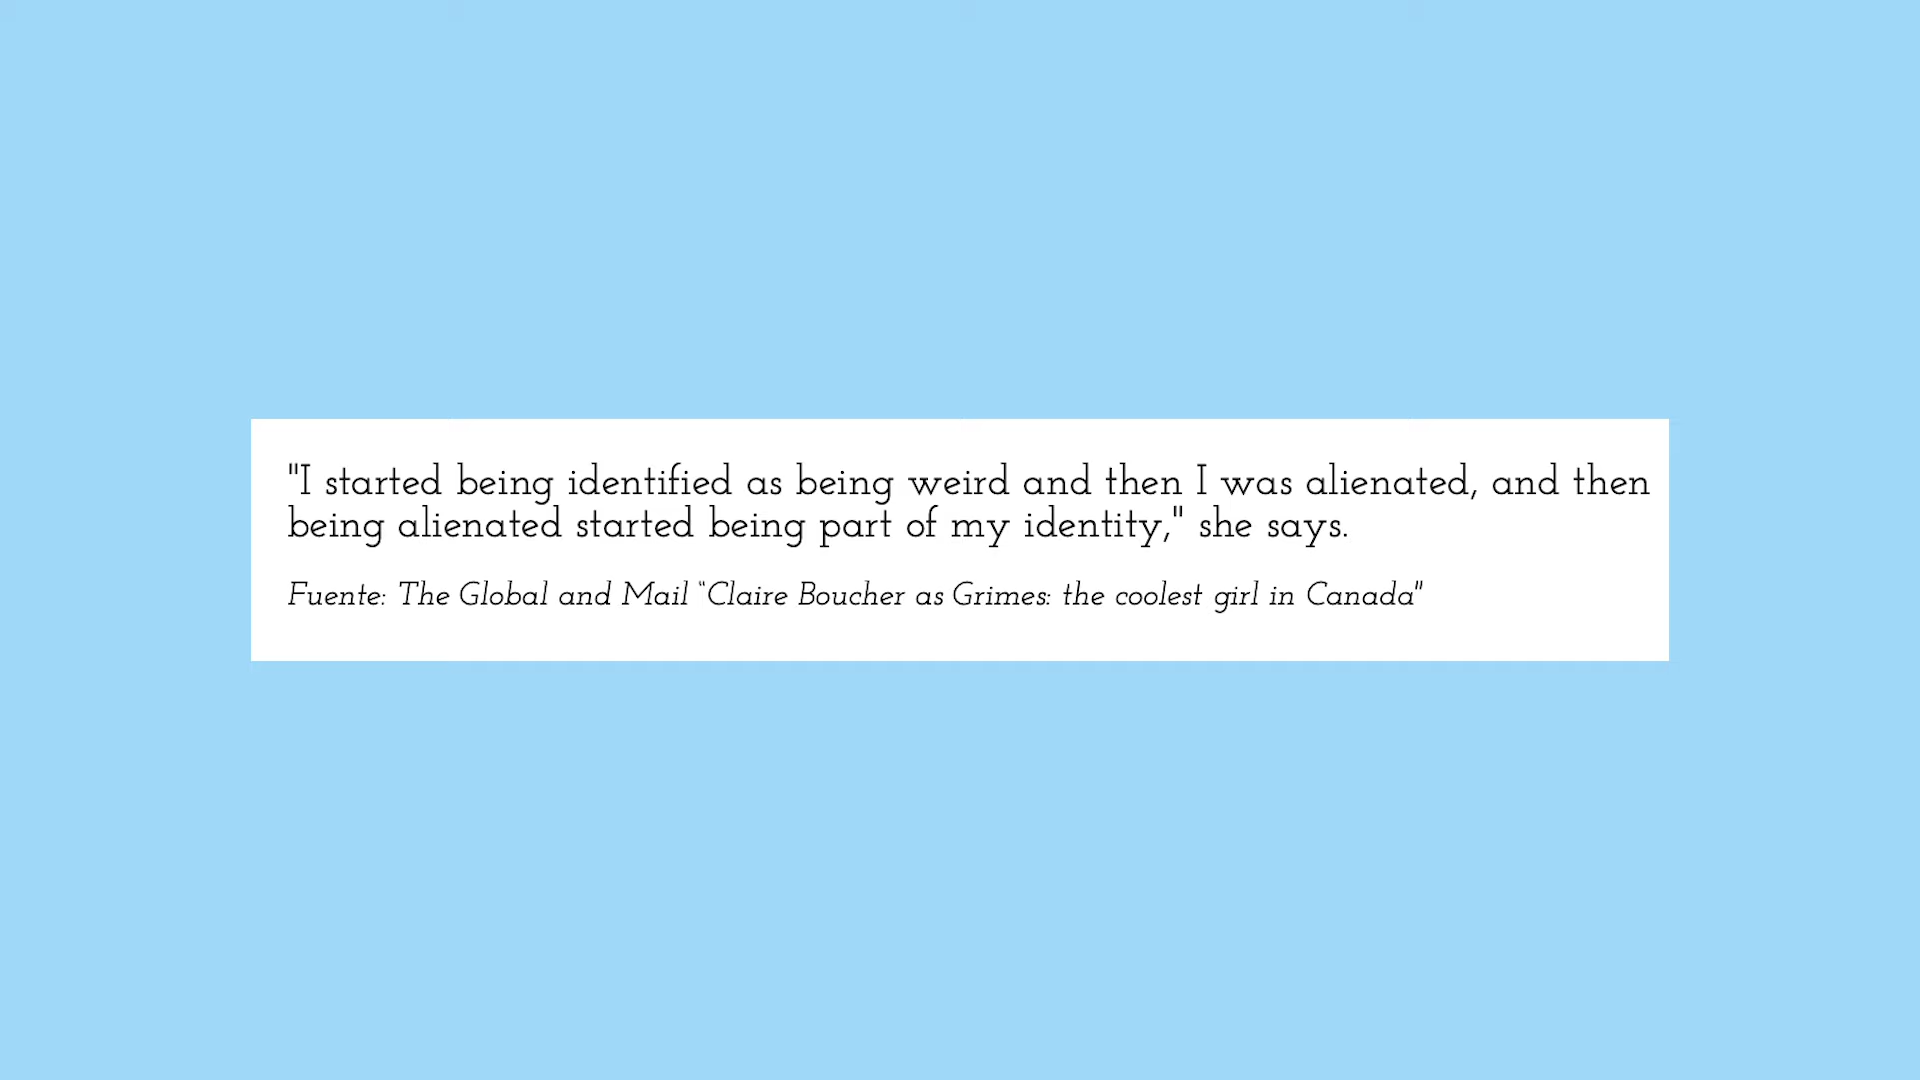 "I started being identified as being weird and then I was alienated, and then
being alienated started being part of my identity," she says.
Fuente: The Global and Mail “Claire Boucher as Grimes: the coolest girl in Canada"